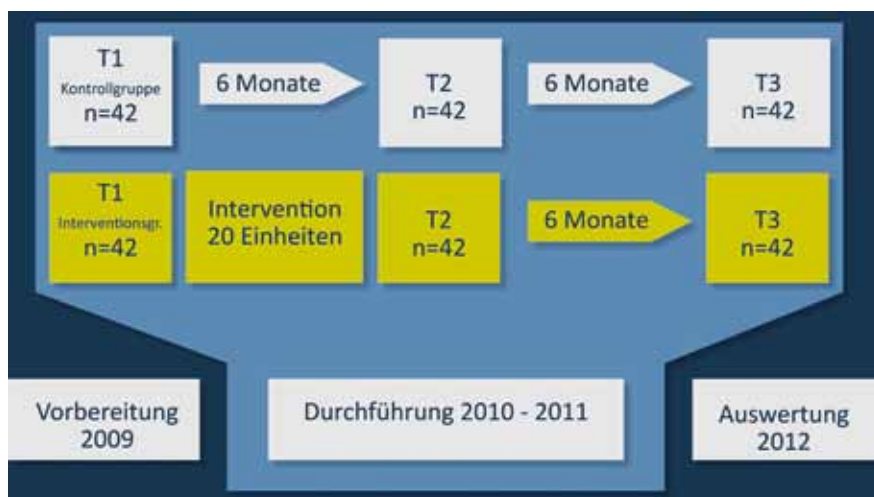 T1
Kontrollgruppe
n=42
6 Monate
T2
n=42
6 Monate
T3
n=42
T1
Interventionsgr.
n=42
Intervention
20 Einheiten
T2
n=42
6 Monate
T3
n=42
Vorbereitung
2009
Durchführung 2010 - 2011
Auswertung
2012